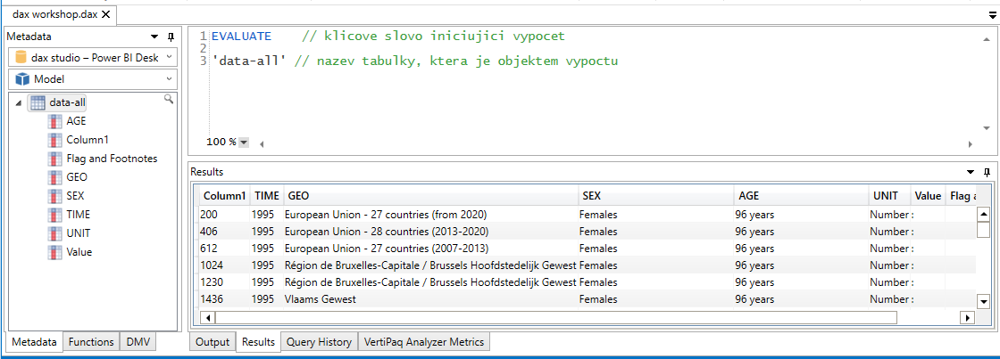 dax workshop.dax
Metadata
dax studio – Power BI Desk
Model
data-all
AGE
Column1
Flag and Footnotes
GEO
SEX
TIME
UNIT
Value
Metadata Functions DMV
1 EVALUATE // klicove slovo iniciujici vypocet
2
3 'data-all' // nazev tabulky, ktera je objektem vypoctu
100 %
Results
Column1 TIME GEO SEX AGE UNIT Value Flag a
200 1995 European Union - 27 countries (from 2020) Females 96 years Number :
406 1995 European Union - 28 countries (2013-2020) Females 96 years Number :
612 1995 European Union - 27 countries (2007-2013) Females 96 years Number :
1024 1995 Région de Bruxelles-Capitale / Brussels Hoofdstedelijk Gewest Females 96 years Number :
1230 1995 Région de Bruxelles-Capitale / Brussels Hoofdstedelijk Gewest Females 96 years Number :
1436 1995 Vlaams Gewest Females 96 years Number :
Output Results Query History VertiPaq Analyzer Metrics